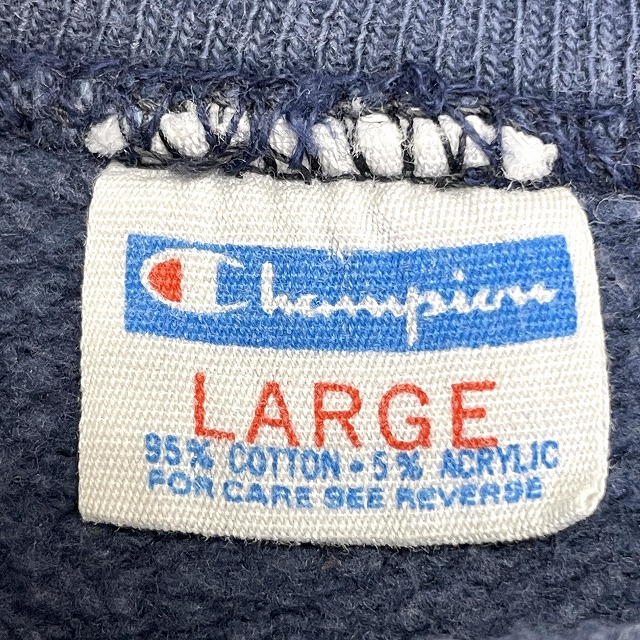 Champion
LARGE
95% COTTON • 5% ACRYLIC
FOR CARE SEE REVERSE